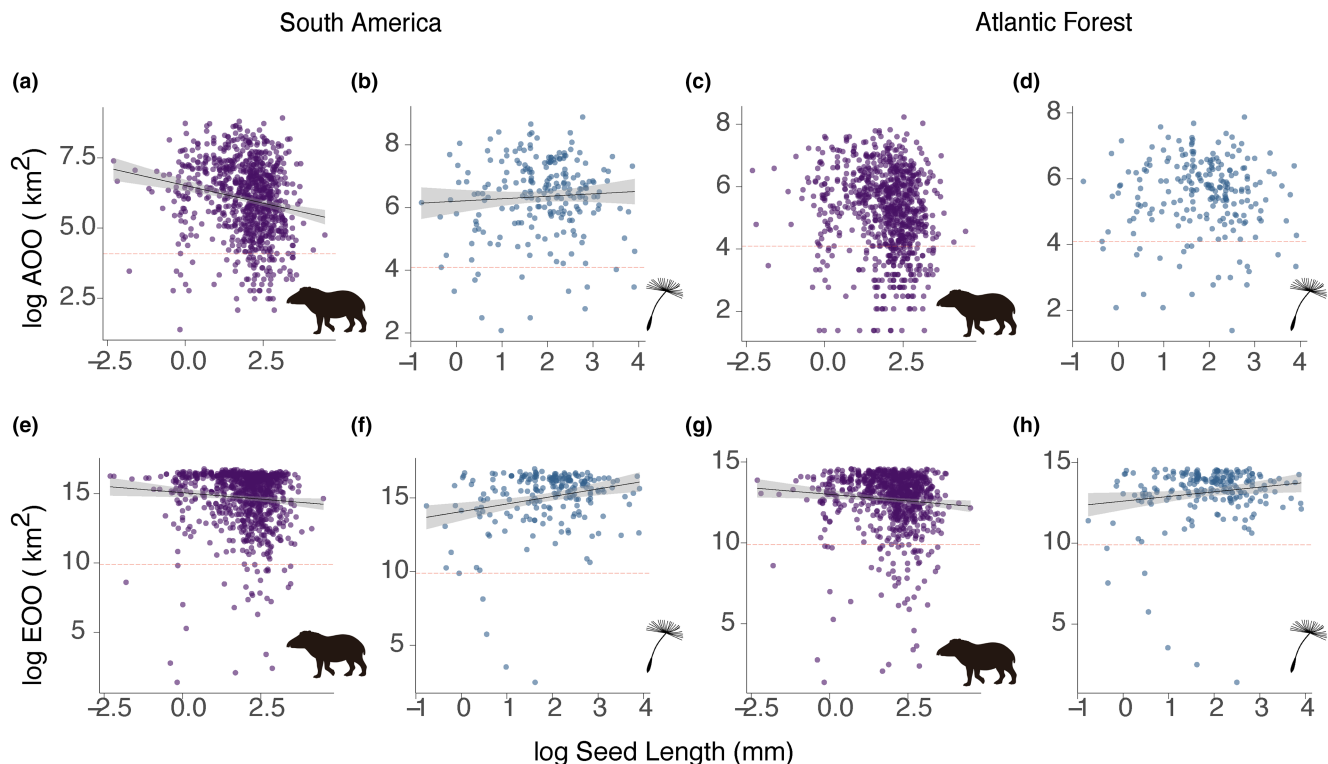 South America Atlantic Forest
(a) (b) (c) (d)
log AOO ( km2)
7.5
5.0
2.5
−2.5 0.0 2.5
8
6
4
2
−1 0 1 2 3 4
8
6
4
2
−2.5 0.0 2.5
8
6
4
2
−1 0 1 2 3 4
(e) (f) (g) (h)
log EOO ( km2)
15
10
5
−2.5 0.0 2.5
15
10
5
−1 0 1 2 3 4
15
10
5
−2.5 0.0 2.5
15
10
5
−1 0 1 2 3 4
log Seed Length (mm)